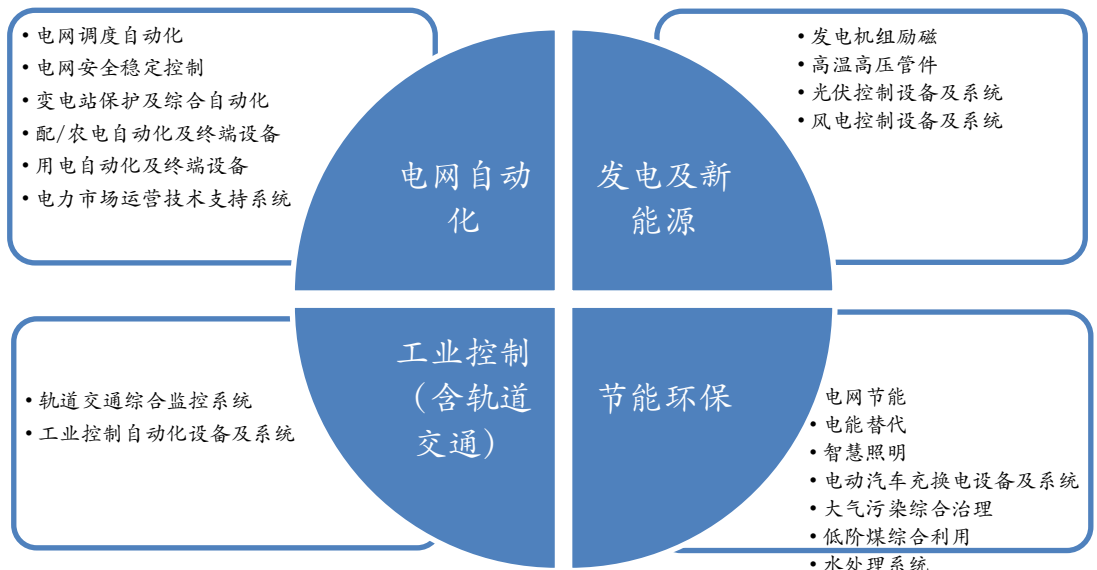 • 电网调度自动化
• 电网安全稳定控制
• 变电站保护及综合自动化
• 配/农电自动化及终端设备
• 用电自动化及终端设备
• 电力市场运营技术支持系统
电网自动
化
发电及新
能源
• 发电机组励磁
• 高温高压管件
• 光伏控制设备及系统
• 风电控制设备及系统
• 轨道交通综合监控系统
• 工业控制自动化设备及系统
工业控制
（含轨道
交通）
节能环保
电网节能
• 电能替代
• 智慧照明
• 电动汽车充换电设备及系统
• 大气污染综合治理
• 低阶煤综合利用
• 水处理系统